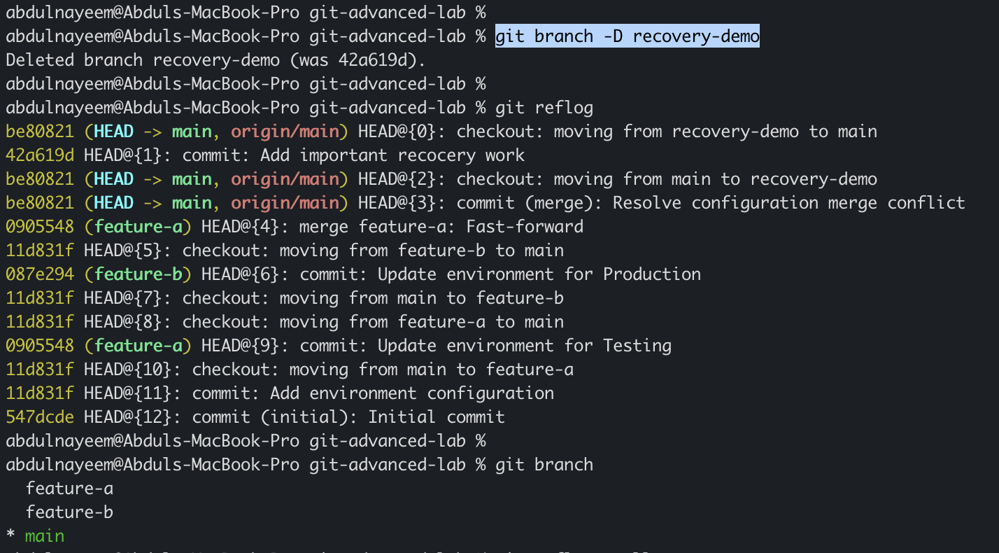 abdulnayeem@Abduls-MacBook-Pro git-advanced-lab %
abdulnayeem@Abduls-MacBook-Pro git-advanced-lab % git branch -D recovery-demo
Deleted branch recovery-demo (was 42a619d).
abdulnayeem@Abduls-MacBook-Pro git-advanced-lab %
abdulnayeem@Abduls-MacBook-Pro git-advanced-lab % git reflog
be80821 (HEAD -> main, origin/main) HEAD@{0}: checkout: moving from recovery-demo to main
42a619d HEAD@{1}: commit: Add important recocery work
be80821 (HEAD -> main, origin/main) HEAD@{2}: checkout: moving from main to recovery-demo
be80821 (HEAD -> main, origin/main) HEAD@{3}: commit (merge): Resolve configuration merge conflict
0905548 (feature-a) HEAD@{4}: merge feature-a: Fast-forward
11d831f HEAD@{5}: checkout: moving from feature-b to main
087e294 (feature-b) HEAD@{6}: commit: Update environment for Production
11d831f HEAD@{7}: checkout: moving from main to feature-b
11d831f HEAD@{8}: checkout: moving from feature-a to main
0905548 (feature-a) HEAD@{9}: commit: Update environment for Testing
11d831f HEAD@{10}: checkout: moving from main to feature-a
11d831f HEAD@{11}: commit: Add environment configuration
547dcde HEAD@{12}: commit (initial): Initial commit
abdulnayeem@Abduls-MacBook-Pro git-advanced-lab %
abdulnayeem@Abduls-MacBook-Pro git-advanced-lab % git branch
  feature-a
  feature-b
* main